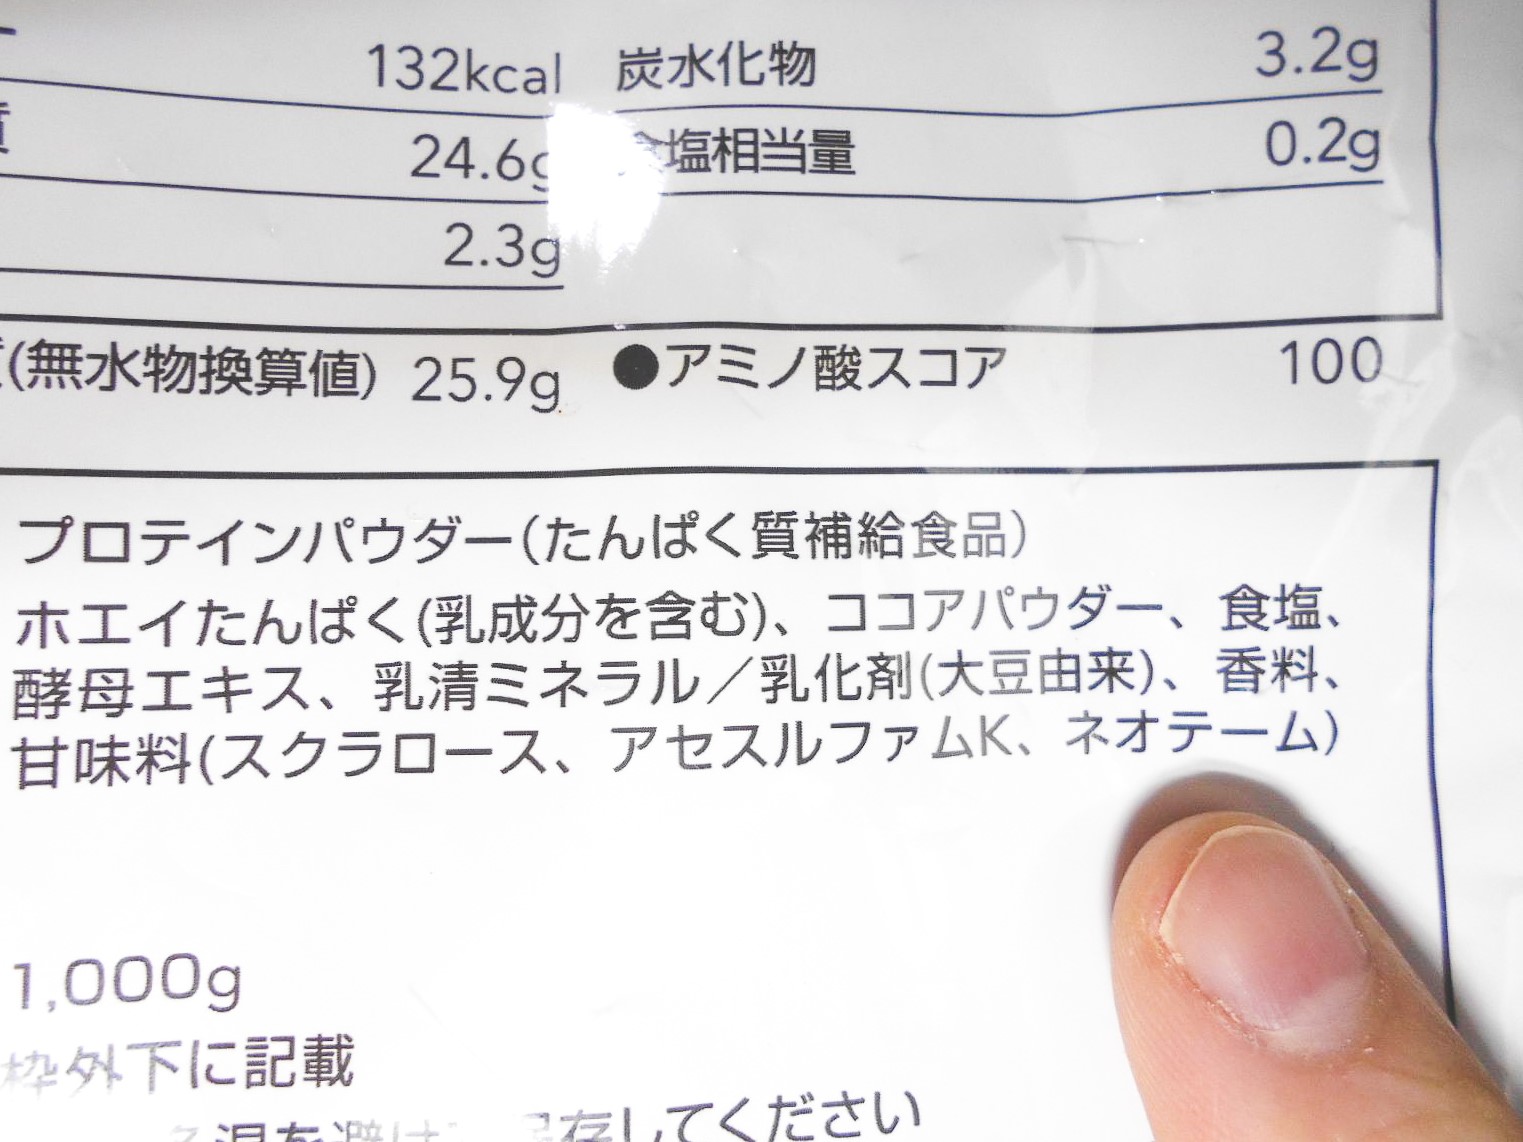 132kcal 炭水化物 3.2g
24.6g 塩相当量 0.2g
2.3g
(無水物換算値) 25.9g ●アミノ酸スコア 100
プロテインパウダー(たんぱく質補給食品)
ホエイたんぱく(乳成分を含む)、ココアパウダー、食塩、
酵母エキス、乳清ミネラル/乳化剤(大豆由来)、香料、
甘味料(スクラロース、アセスルファムK、ネオテーム)
1,000g
枠外下に記載
存してください